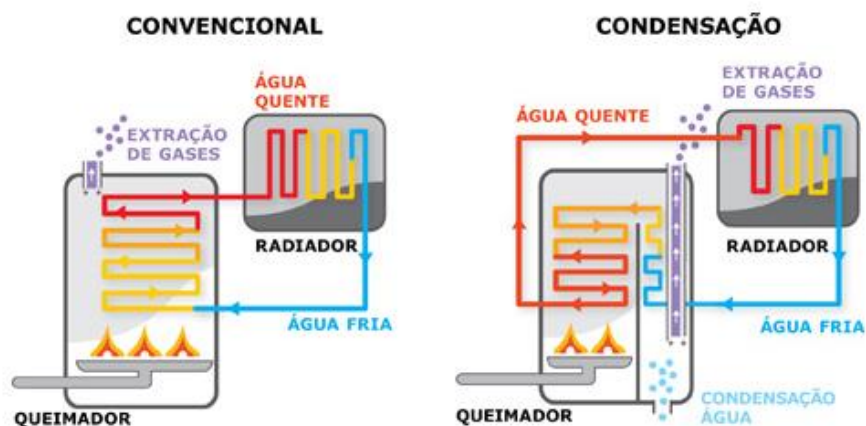 CONVENCIONAL
ÁGUA
QUENTE
EXTRAÇÃO
DE GASES
RADIADOR
ÁGUA FRIA
QUEIMADOR
CONDENSAÇÃO
EXTRAÇÃO
DE GASES
ÁGUA QUENTE
RADIADOR
ÁGUA FRIA
CONDENSAÇÃO
ÁGUA
QUEIMADOR